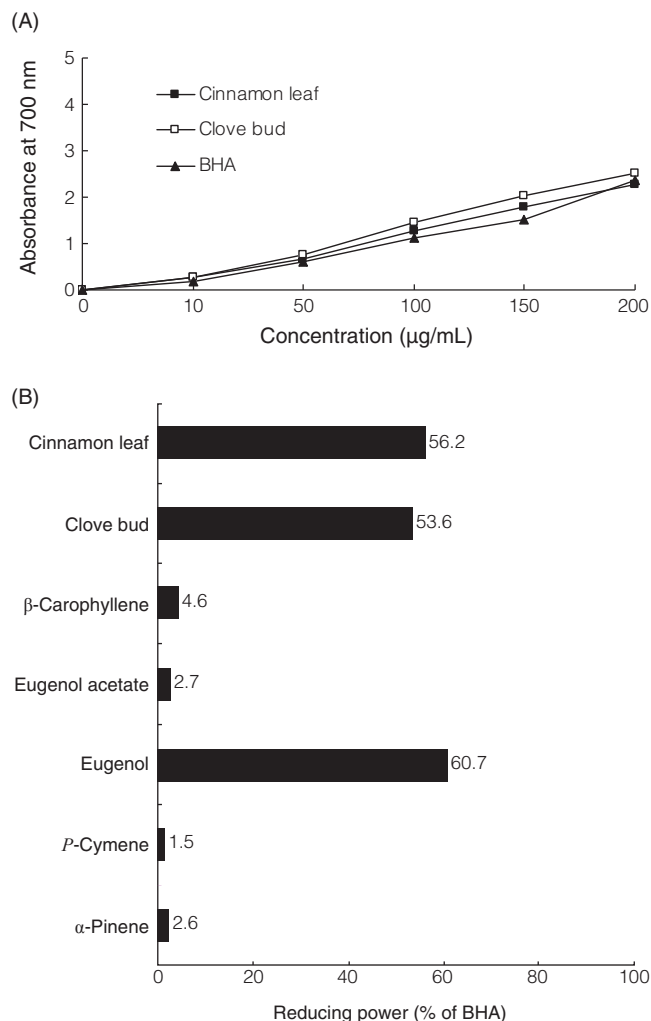 (A)
5
4
3
2
1
0
Absorbance at 700 nm
Cinnamon leaf
Clove bud
BHA
0 10 50 100 150 200
Concentration (μg/mL)
(B)
Cinnamon leaf 56.2
Clove bud 53.6
β-Carophyllene 4.6
Eugenol acetate 2.7
Eugenol 60.7
P-Cymene 1.5
α-Pinene 2.6
0 20 40 60 80 100
Reducing power (% of BHA)